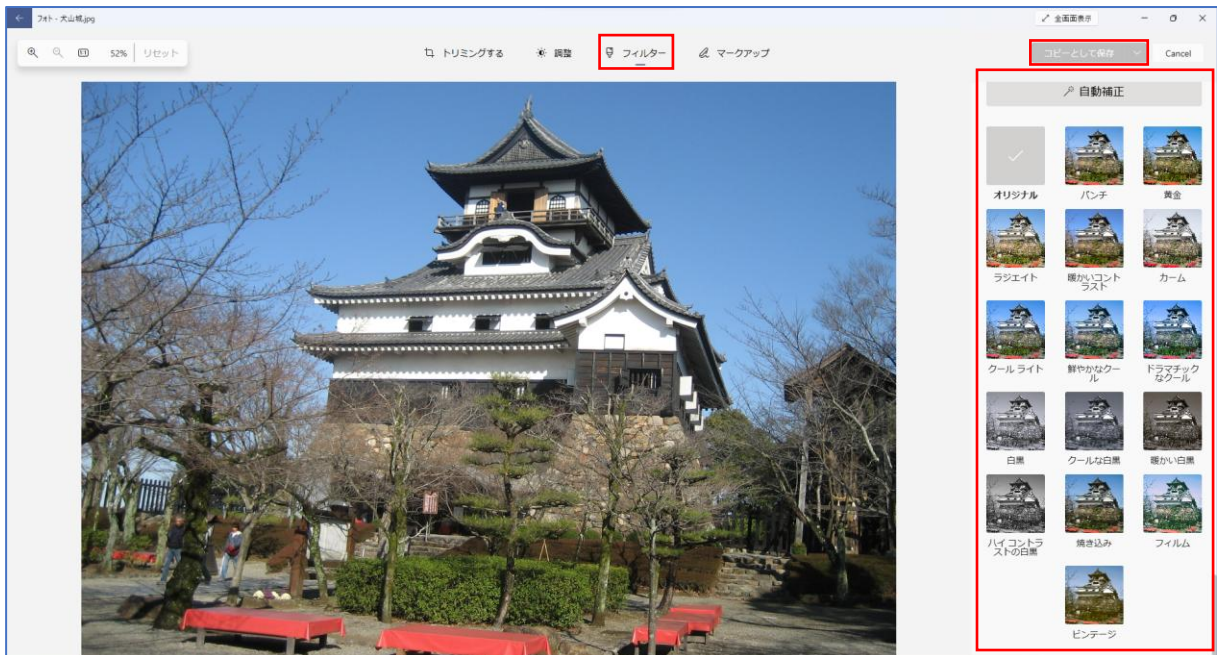 フォト - 犬山城.jpg
全画面表示
52%
リセット
トリミングする
調整
フィルター
マークアップ
コピーとして保存
Cancel
自動補正
オリジナル
パンチ
黄金
ラジエイト
暖かいコント
ラスト
カーム
クール ライト
鮮やかなクー
ル
ドラマチック
なクール
白黒
クールな白黒
暖かい白黒
ハイ コントラ
ストの白黒
焼き込み
フィルム
ビンテージ